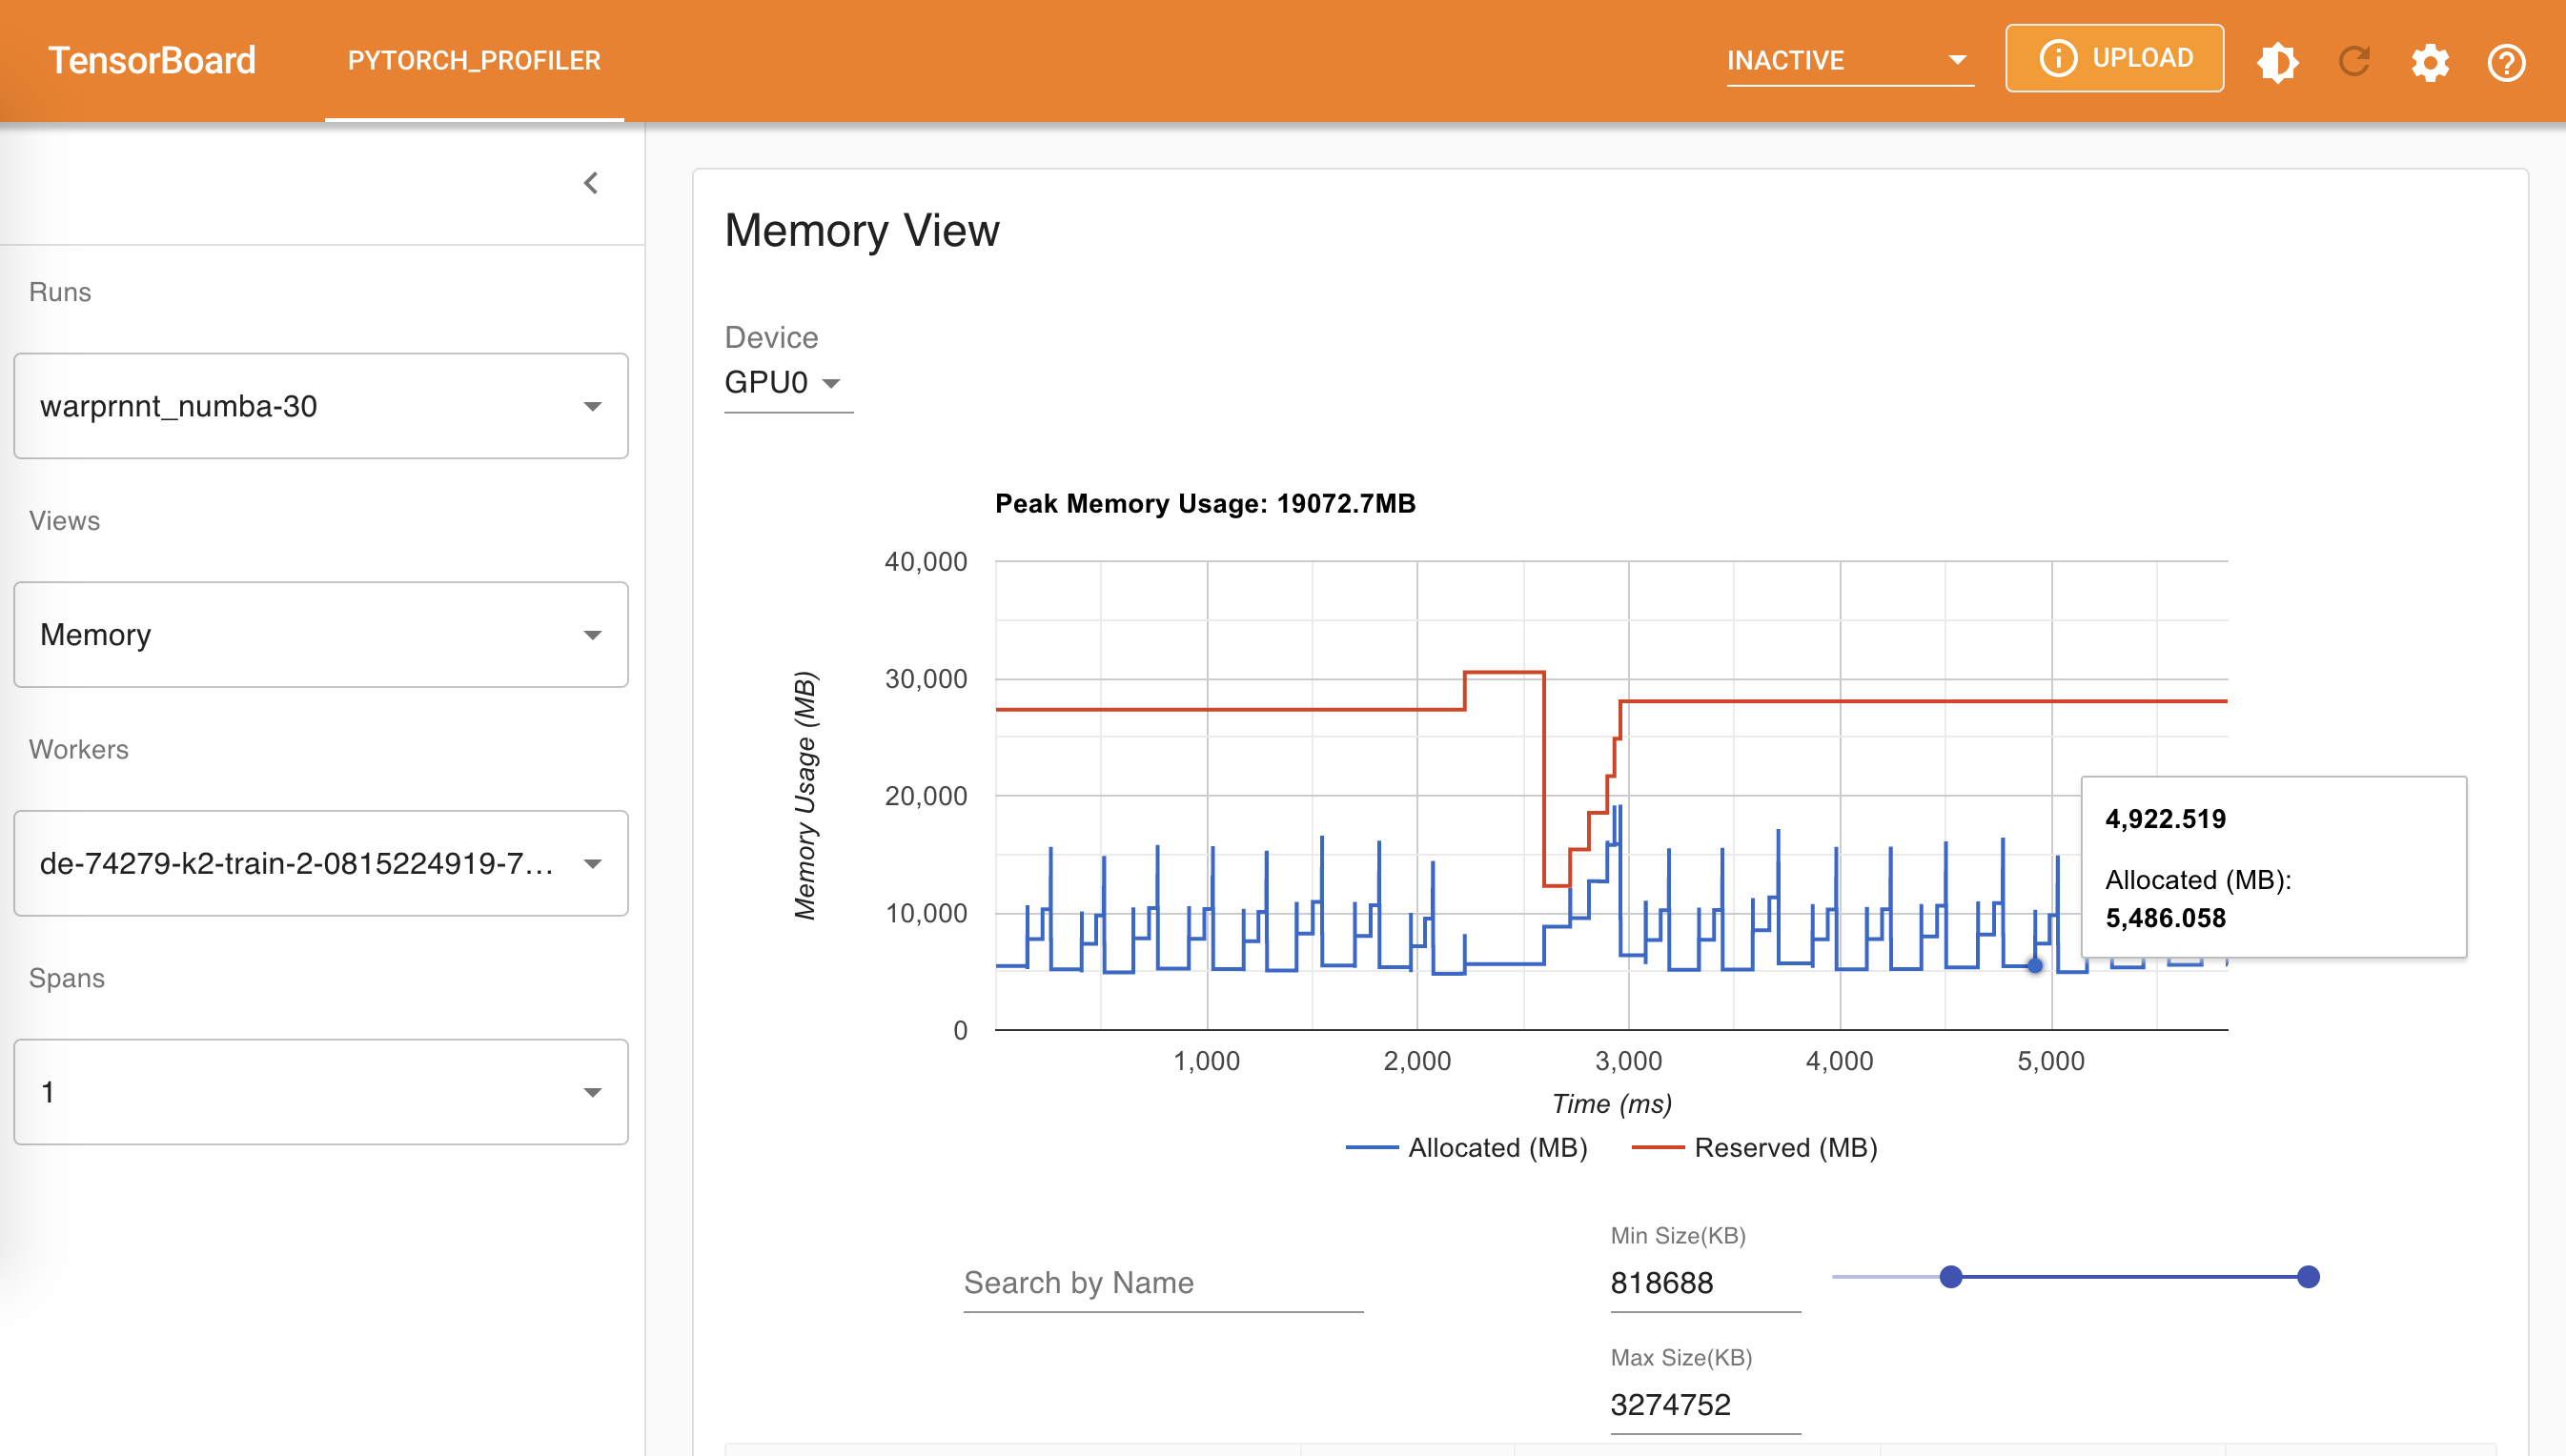 TensorBoard
PYTORCH_PROFILER
INACTIVE
UPLOAD
Runs
warprnnt_numba-30
Views
Memory
Workers
de-74279-k2-train-2-0815224919-7...
Spans
1
Memory View
Device
GPU0
Peak Memory Usage: 19072.7MB
Memory Usage (MB)
40,000
30,000
20,000
10,000
0
4,922.519
Allocated (MB):
5,486.058
1,000 2,000 3,000 4,000 5,000
Time (ms)
Allocated (MB) Reserved (MB)
Search by Name
Min Size(KB)
818688
Max Size(KB)
3274752